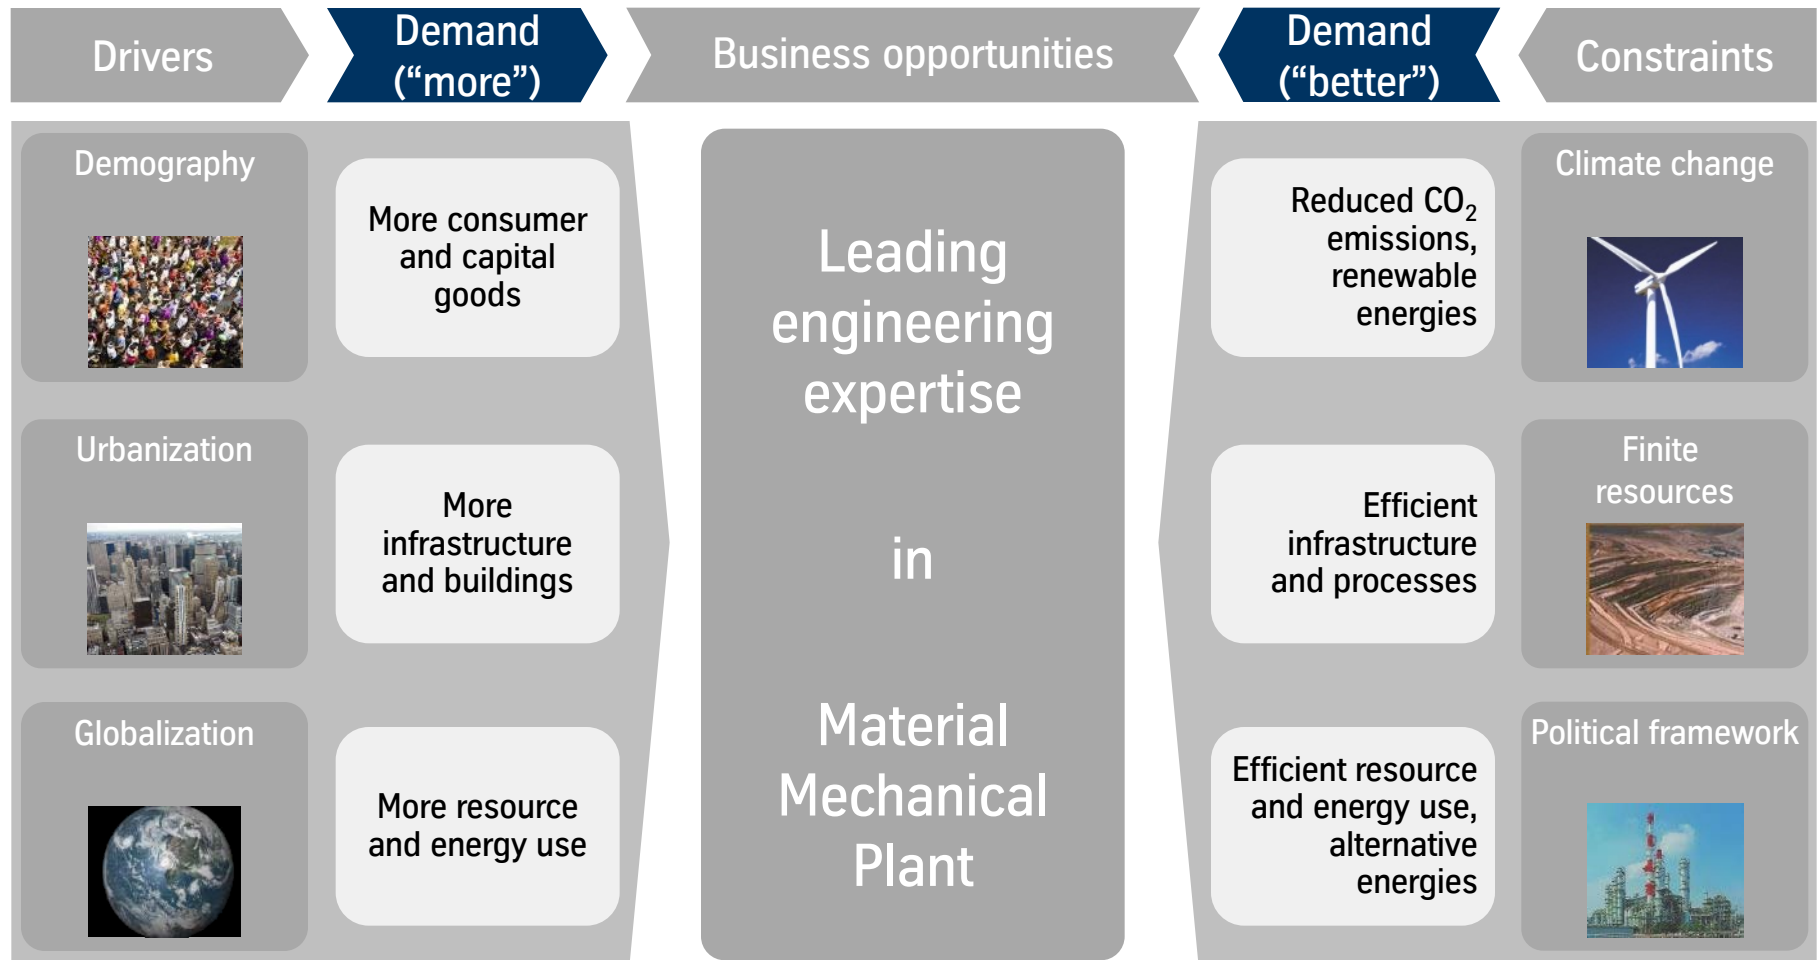 Drivers
Demand
(“more”)
Business opportunities
Demand
(“better”)
Constraints
Demography
More consumer
and capital
goods
Urbanization
More
infrastructure
and buildings
Globalization
More resource
and energy use
Leading
engineering
expertise
in
Material
Mechanical
Plant
Reduced CO₂
emissions,
renewable
energies
Climate change
Efficient
infrastructure
and processes
Finite
resources
Efficient resource
and energy use,
alternative
energies
Political framework